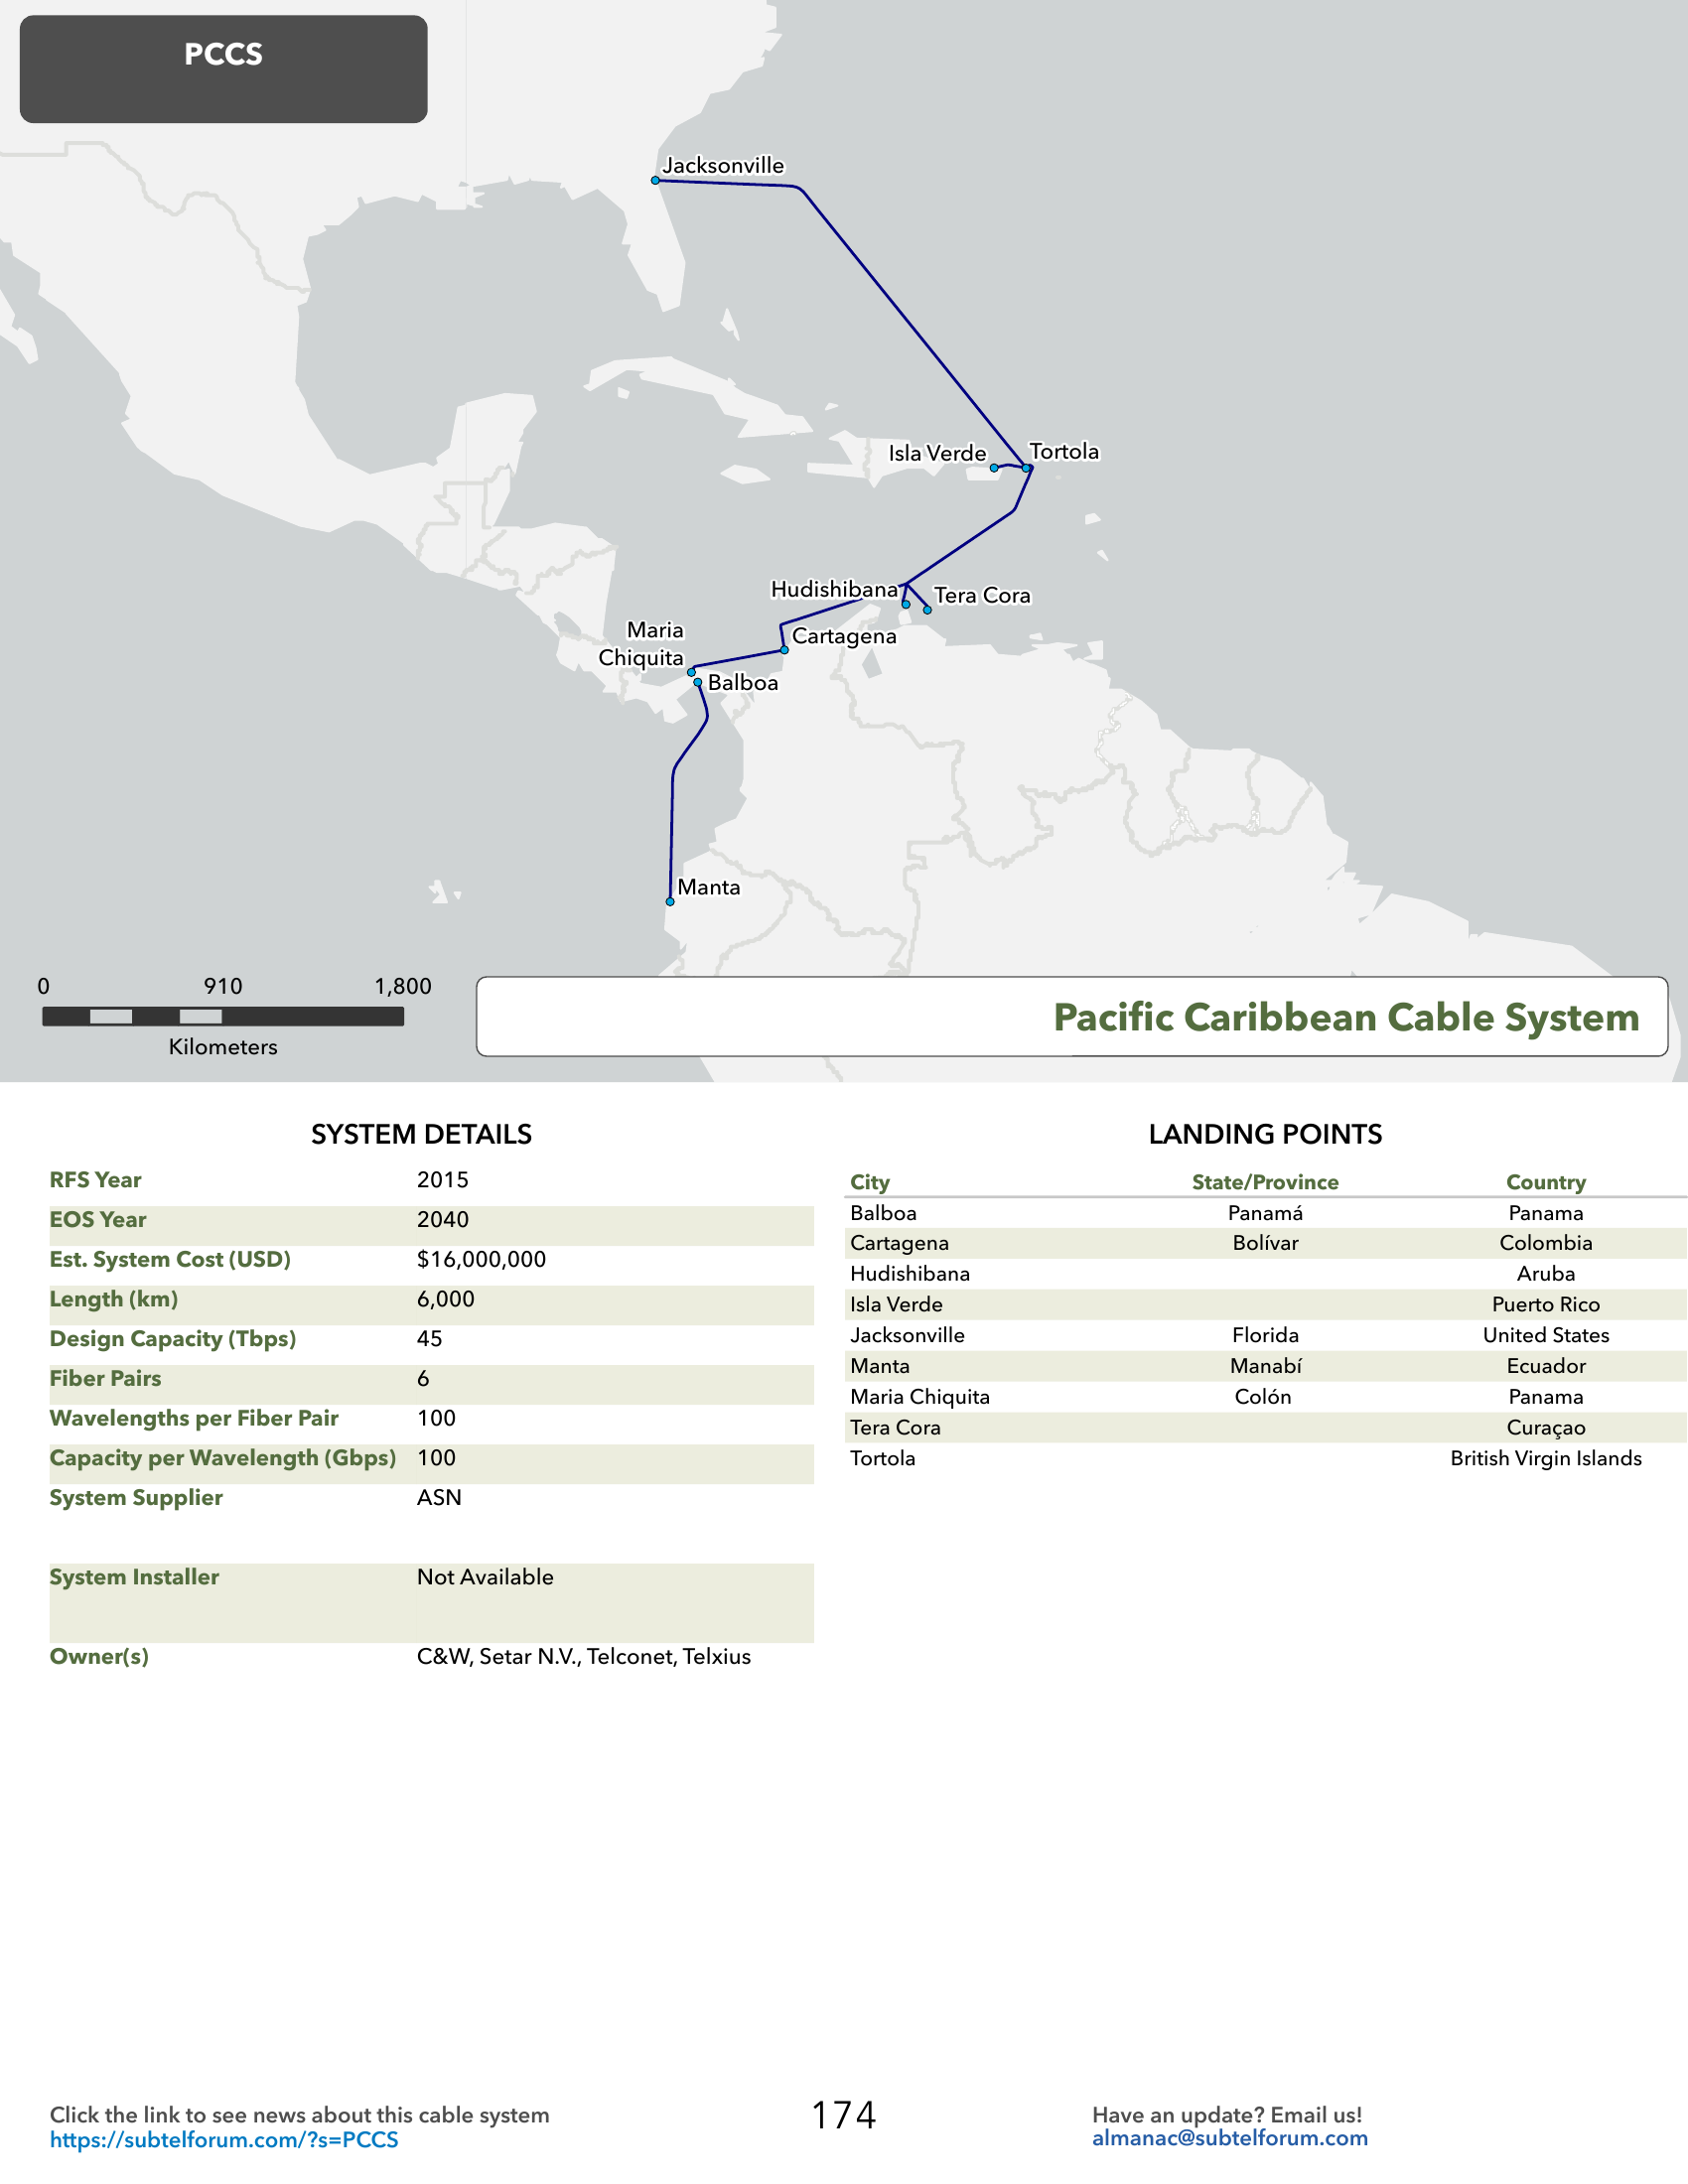 PCCS
Jacksonville
Isla Verde
Tortola
Hudishibana
Tera Cora
Maria
Chiquita
Cartagena
Balboa
Manta
0 910 1,800
Kilometers
Pacific Caribbean Cable System
SYSTEM DETAILS
RFS Year 2015
EOS Year 2040
Est. System Cost (USD) $16,000,000
Length (km) 6,000
Design Capacity (Tbps) 45
Fiber Pairs 6
Wavelengths per Fiber Pair 100
Capacity per Wavelength (Gbps) 100
System Supplier ASN
System Installer Not Available
Owner(s) C&W, Setar N.V., Telconet, Telxius
LANDING POINTS
City State/Province Country
Balboa Panamá Panama
Cartagena Bolívar Colombia
Hudishibana Aruba
Isla Verde Puerto Rico
Jacksonville Florida United States
Manta Manabí Ecuador
Maria Chiquita Colón Panama
Tera Cora Curaçao
Tortola British Virgin Islands
Click the link to see news about this cable system
https://subtelforum.com/?s=PCCS
174
Have an update? Email us!
almanac@subtelforum.com